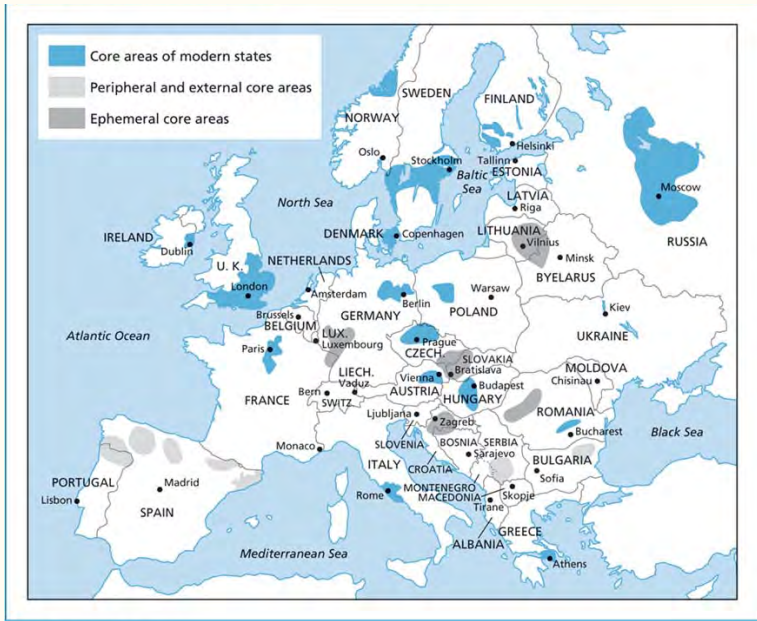 Core areas of modern states
Peripheral and external core areas
Ephemeral core areas
SWEDEN
FINLAND
NORWAY
Oslo
Helsinki
Stockholm
Tallinn
ESTONIA
Baltic
Sea
Moscow
LATVIA
Riga
North Sea
IRELAND
Dublin
DENMARK
Copenhagen
LITHUANIA
Vilnius
RUSSIA
U. K.
NETHERLANDS
Minsk
BYELARUS
London
Amsterdam
Berlin
GERMANY
Warsaw
POLAND
Kiev
UKRAINE
Brussels
BELGIUM
Atlantic Ocean
LUX.
Luxembourg
Paris
Prague
CZECH.
SLOVAKIA
Bratislava
MOLDOVA
Chisinau
LIECH.
Vaduz
Vienna
AUSTRIA
Budapest
HUNGARY
Bern
SWITZ
FRANCE
Ljubljana
Zagreb
ROMANIA
Bucharest
Black Sea
SLOVENIA
BOSNIA
SERBIA
Sarajevo
Monaco
ITALY
CROATIA
BULGARIA
Sofia
PORTUGAL
Madrid
Lisbon
SPAIN
Rome
MONTENEGRO
MACEDONIA
Skopje
Tirane
GREECE
ALBANIA
Mediterranean Sea
Athens